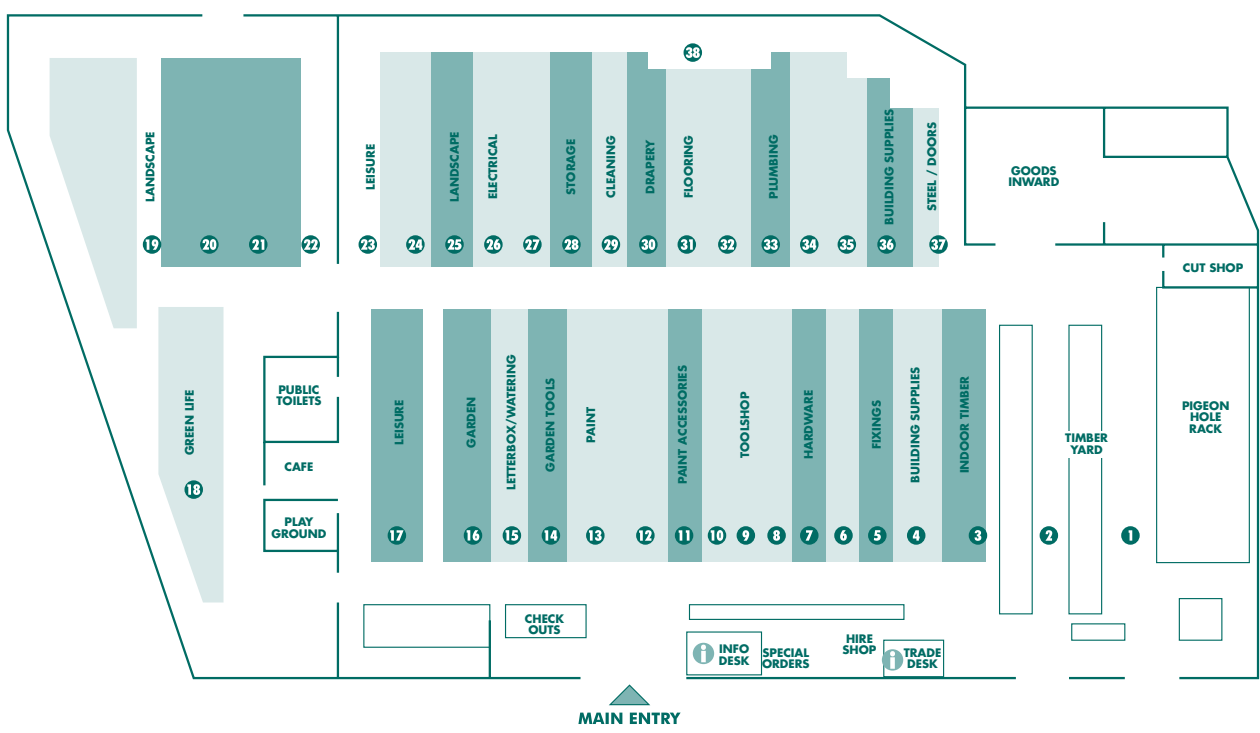 38
LANDSCAPE
LEISURE
LANDSCAPE
ELECTRICAL
STORAGE
CLEANING
DRAPERY
FLOORING
PLUMBING
BUILDING SUPPLIES
STEEL / DOORS
GOODS
INWARD
19
20
21
22
23
24
25
26
27
28
29
30
31
32
33
34
35
36
37
CUT SHOP
GREEN LIFE
18
PUBLIC
TOILETS
CAFE
PLAY
GROUND
LEISURE
GARDEN
LETTERBOX/WATERING
GARDEN TOOLS
PAINT
PAINT ACCESSORIES
TOOLSHOP
HARDWARE
FIXINGS
BUILDING SUPPLIES
INDOOR TIMBER
TIMBER
YARD
PIGEON
HOLE
RACK
17
16
15
14
13
12
11
10
9
8
7
6
5
4
3
2
1
CHECK
OUTS
i
INFO
DESK
SPECIAL
ORDERS
HIRE
SHOP
i
TRADE
DESK
MAIN ENTRY